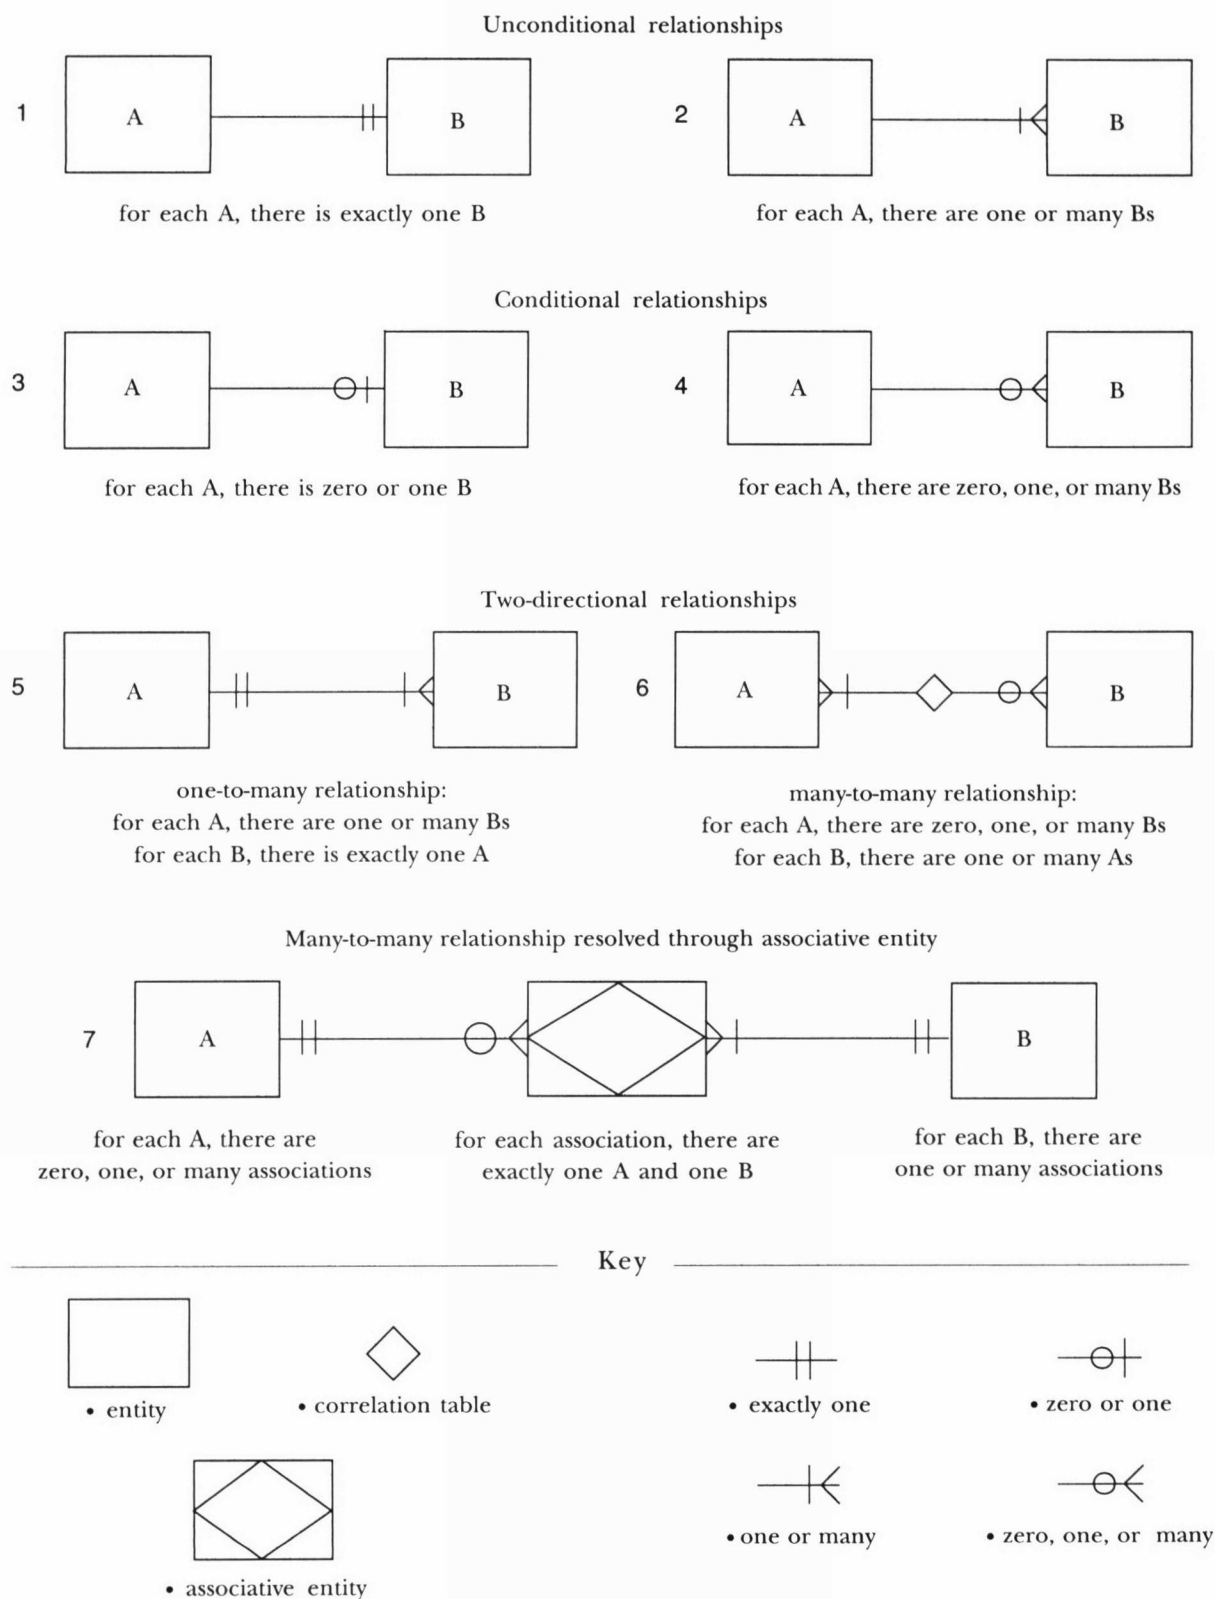 Unconditional relationships
1
A
B
2
A
B
for each A, there is exactly one B
for each A, there are one or many Bs
Conditional relationships
3
A
B
4
A
B
for each A, there is zero or one B
for each A, there are zero, one, or many Bs
Two-directional relationships
5
A
B
6
A
B
one-to-many relationship:
for each A, there are one or many Bs
for each B, there is exactly one A
many-to-many relationship:
for each A, there are zero, one, or many Bs
for each B, there are one or many As
Many-to-many relationship resolved through associative entity
7
A
B
for each A, there are
zero, one, or many associations
for each association, there are
exactly one A and one B
for each B, there are
one or many associations
Key
• entity
• correlation table
• exactly one
• zero or one
• associative entity
• one or many
• zero, one, or many